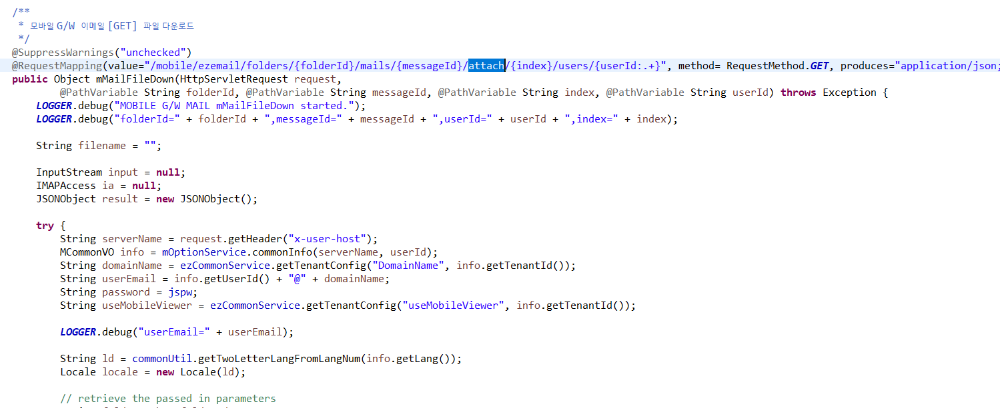 /**
 * 모바일 G/W 이메일 [GET] 파일 다운로드
 */
@SuppressWarnings("unchecked")
@RequestMapping(value="/mobile/ezemail/folders/{folderId}/mails/{messageId}/attach/{index}/users/{userId:.+}", method= RequestMethod.GET, produces="application/json;
public Object mMailFileDown(HttpServletRequest request,
        @PathVariable String folderId, @PathVariable String messageId, @PathVariable String index, @PathVariable String userId) throws Exception {
    LOGGER.debug("MOBILE G/W MAIL mMailFileDown started.");
    LOGGER.debug("folderId=" + folderId + ",messageId=" + messageId + ",userId=" + userId + ",index=" + index);
    String filename = "";
    InputStream input = null;
    IMAPAccess ia = null;
    JSONObject result = new JSONObject();
    try {
        String serverName = request.getHeader("x-user-host");
        MCommonVO info = mOptionService.commonInfo(serverName, userId);
        String domainName = ezCommonService.getTenantConfig("DomainName", info.getTenantId());
        String userEmail = info.getUserId() + "@" + domainName;
        String password = jspw;
        String useMobileViewer = ezCommonService.getTenantConfig("useMobileViewer", info.getTenantId());
        LOGGER.debug("userEmail=" + userEmail);
        String ld = commonUtil.getTwoLetterLangFromLangNum(info.getLang());
        Locale locale = new Locale(ld);
        // retrieve the passed in parameters